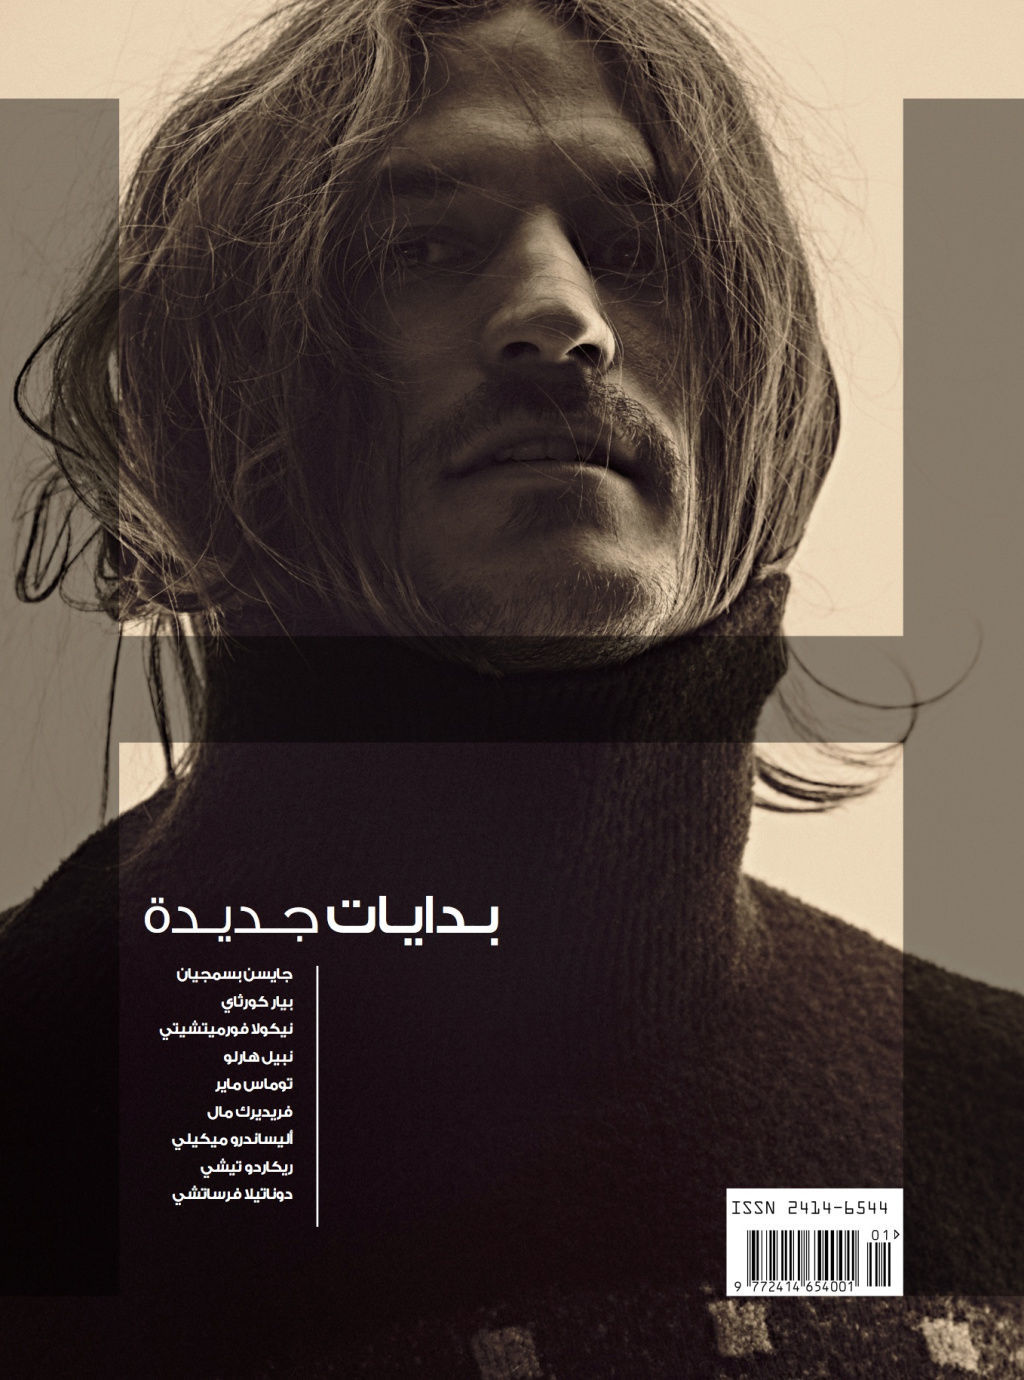 بدايات جديدة
جايسن بسمجيان
بيار كورثاي
نيكولا فورميتشيتي
نبيل هارلو
توماس ماير
فريديرك مال
أليساندرو ميكيلي
ريكاردو تيشي
دوناتيلا فرساتشي
ISSN 2414-6544
01
9 772414 654001